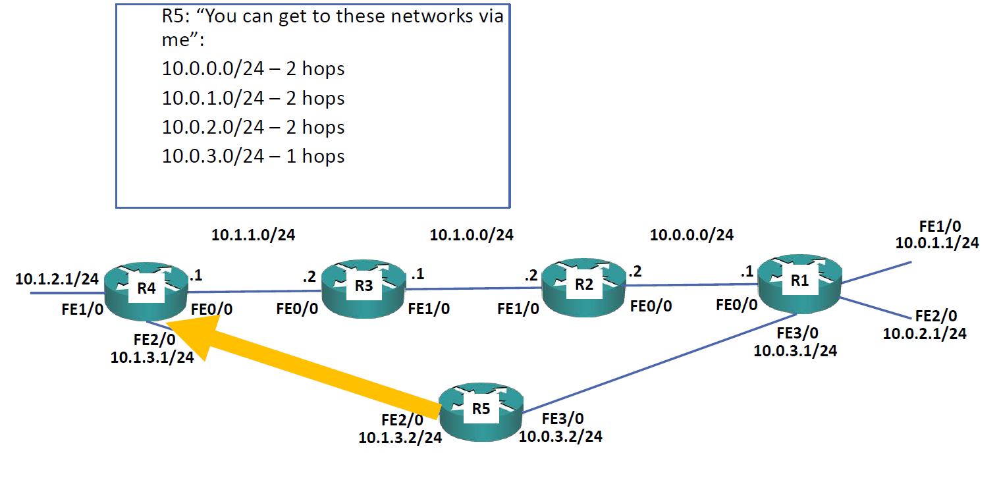 R5: “You can get to these networks via
me”:
10.0.0.0/24 – 2 hops
10.0.1.0/24 – 2 hops
10.0.2.0/24 – 2 hops
10.0.3.0/24 – 1 hops
10.1.1.0/24
10.1.0.0/24
10.0.0.0/24
FE1/0
10.0.1.1/24
10.1.2.1/24
FE1/0
R4
.1
FE0/0
.2
FE0/0
R3
.1
FE1/0
.2
FE1/0
R2
.2
FE0/0
.1
FE0/0
R1
FE2/0
10.0.2.1/24
FE2/0
10.1.3.1/24
FE3/0
10.0.3.1/24
FE2/0
10.1.3.2/24
R5
FE3/0
10.0.3.2/24